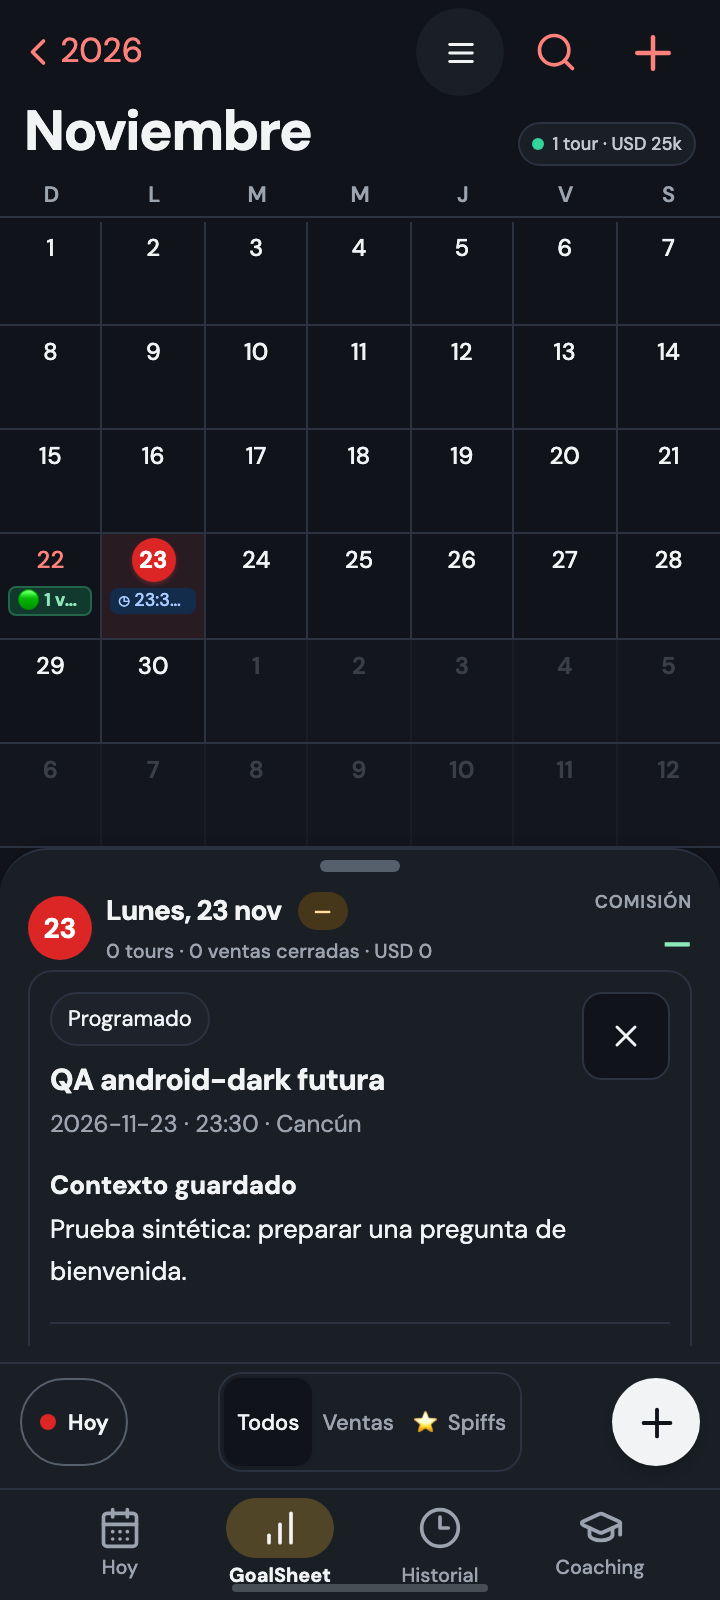 2026
Noviembre
1 tour · USD 25k
D L M M J V S
1 2 3 4 5 6 7
8 9 10 11 12 13 14
15 16 17 18 19 20 21
22 23 24 25 26 27 28
1 v... 23:3...
29 30 1 2 3 4 5
6 7 8 9 10 11 12
23
Lunes, 23 nov –
COMISIÓN
0 tours · 0 ventas cerradas · USD 0
—
Programado
QA android-dark futura
2026-11-23 · 23:30 · Cancún
Contexto guardado
Prueba sintética: preparar una pregunta de
bienvenida.
Hoy Todos Ventas Spiffs
Hoy GoalSheet Historial Coaching